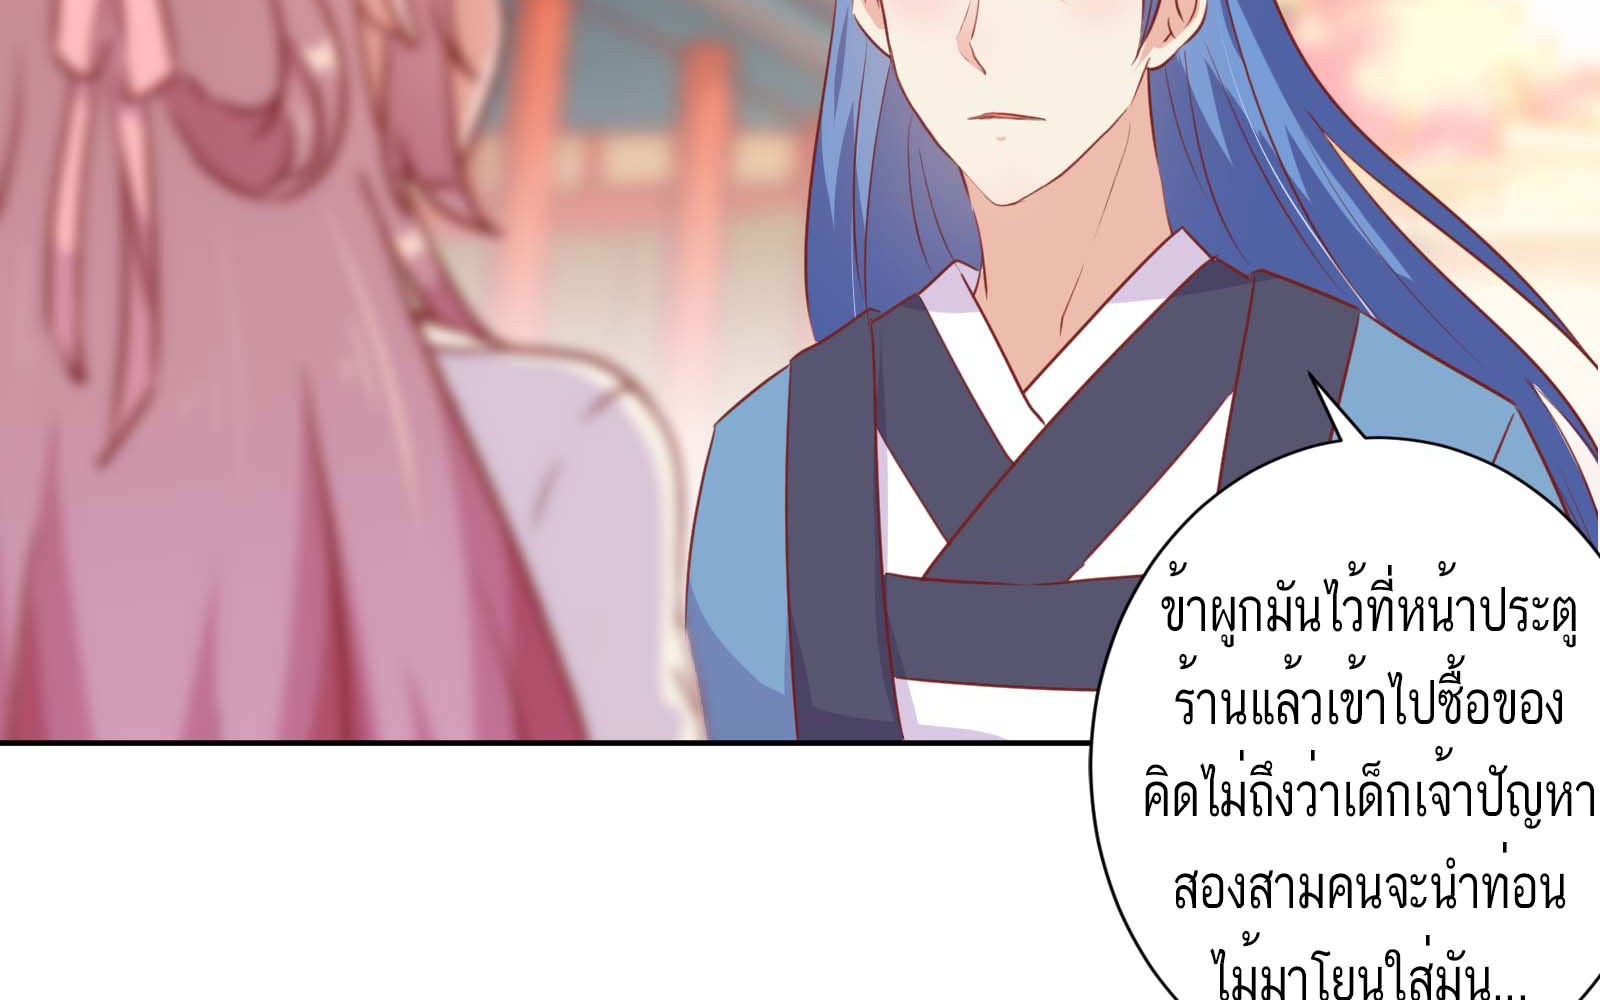 ข้าผูกมันไว้ที่หน้าประตู
ร้านแล้วเข้าไปซื้อของ
คิดไม่ถึงว่าเด็กเจ้าปัญหา
สองสามคนจะนำท่อน
ไม้มาโยนใส่มัน...